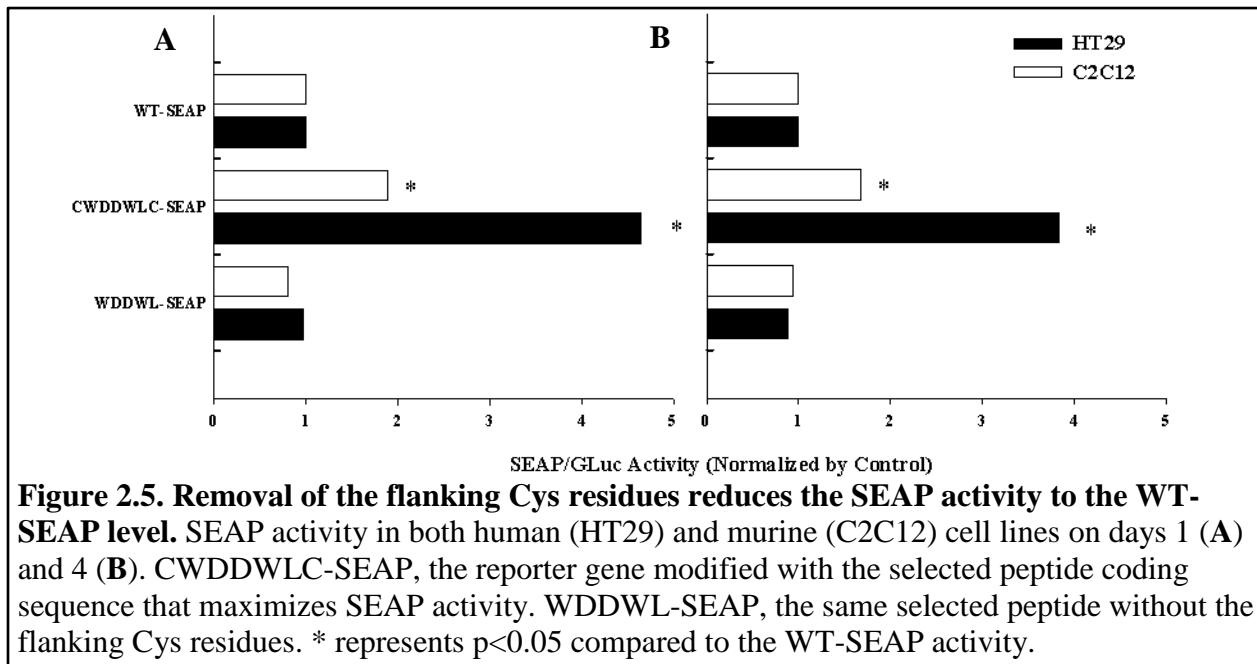 A
B
HT29
C2C12
WT-SEAP
*
*
CWDDWLC-SEAP
*
*
WDDWL-SEAP
0 1 2 3 4 5
0 1 2 3 4 5
SEAP/GLuc Activity (Normalized by Control)
Figure 2.5. Removal of the flanking Cys residues reduces the SEAP activity to the WT-
SEAP level. SEAP activity in both human (HT29) and murine (C2C12) cell lines on days 1 (A)
and 4 (B). CWDDWLC-SEAP, the reporter gene modified with the selected peptide coding
sequence that maximizes SEAP activity. WDDWL-SEAP, the same selected peptide without the
flanking Cys residues. * represents p<0.05 compared to the WT-SEAP activity.